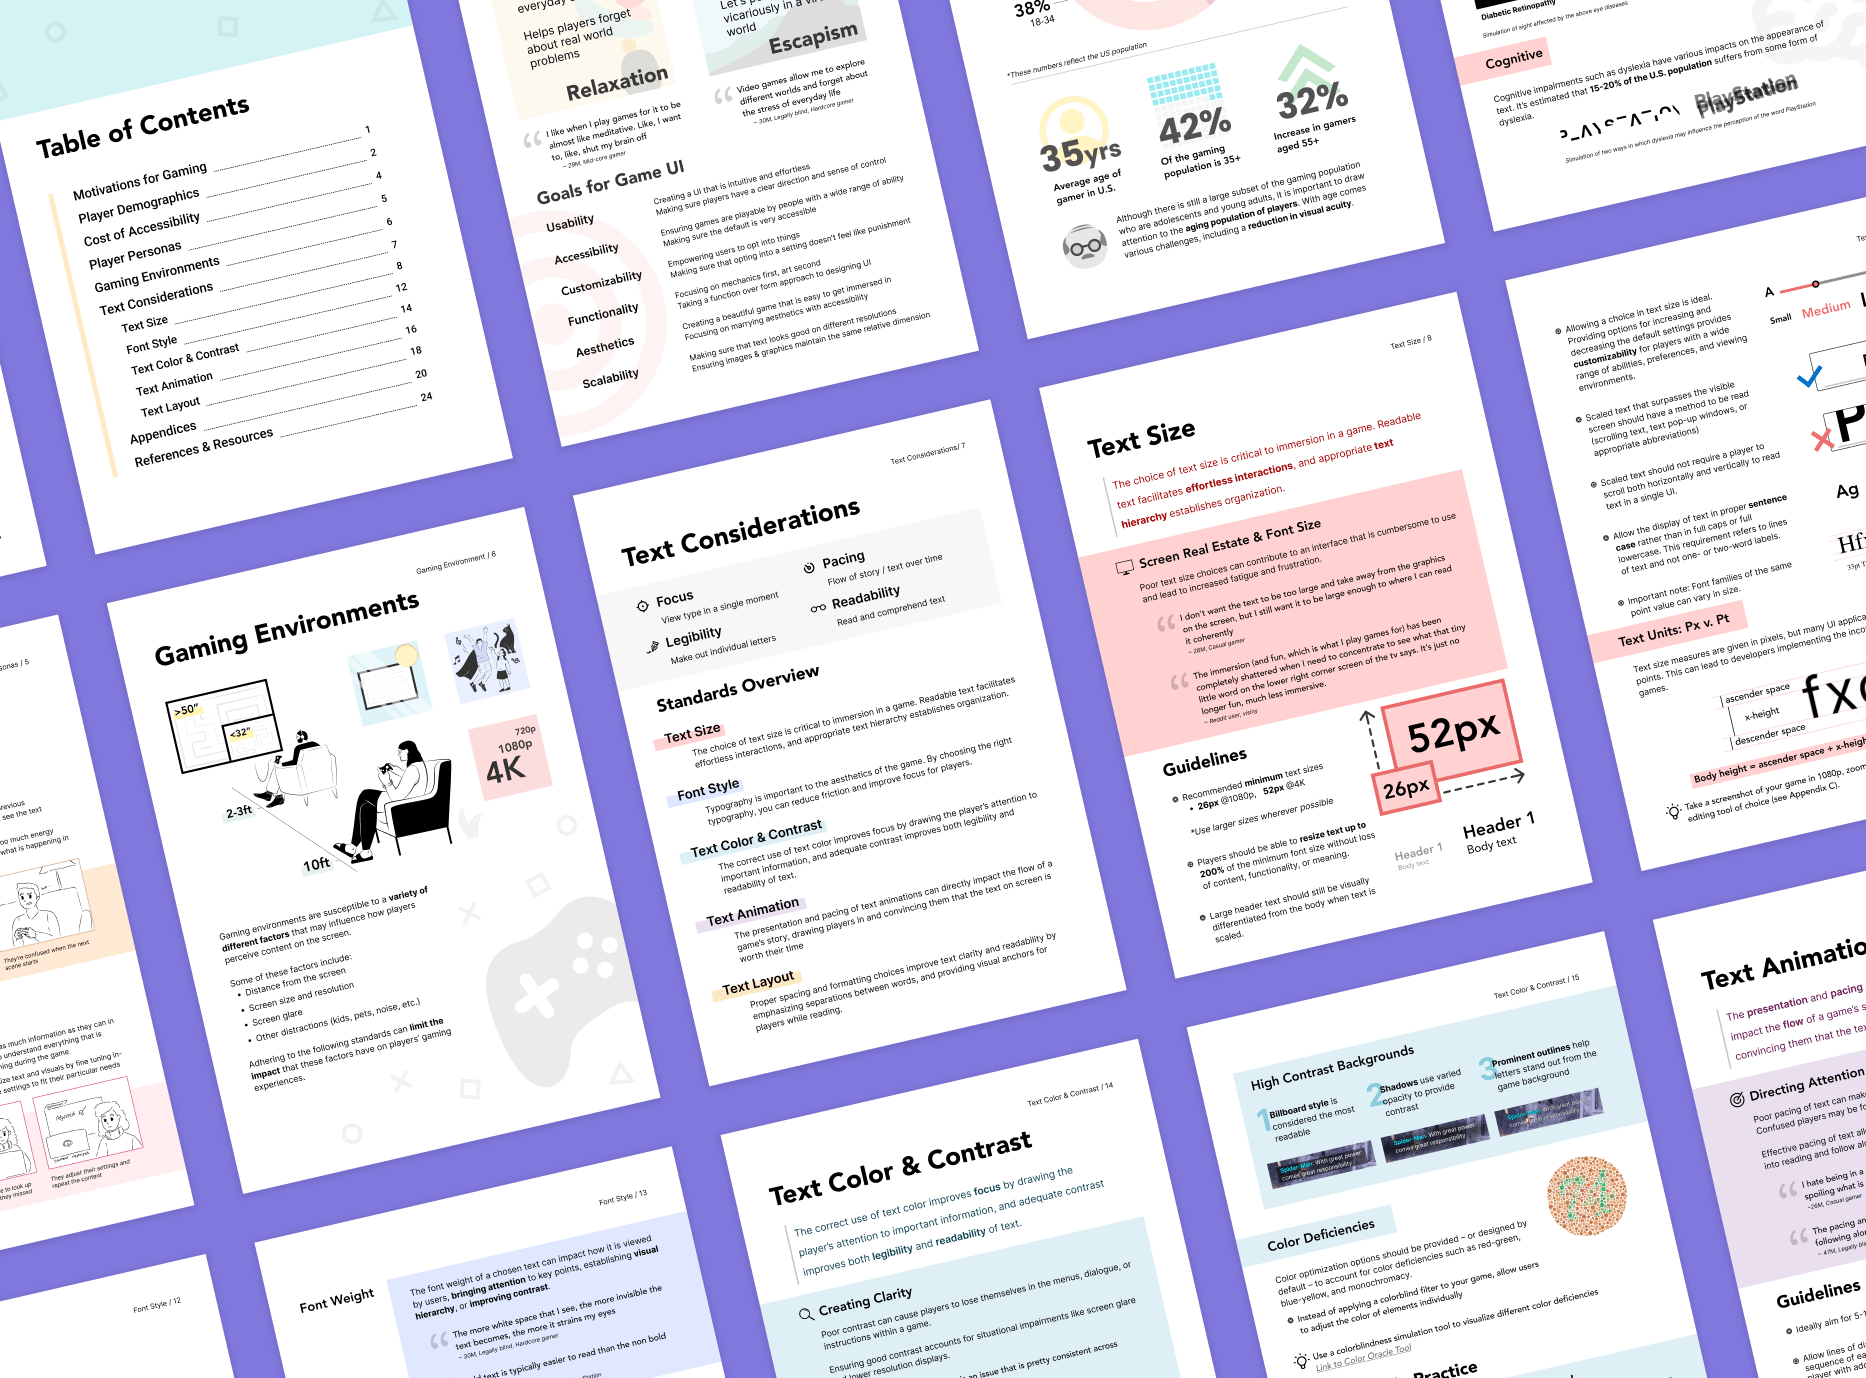 Table of Contents
Motivations for Gaming 1
Player Demographics 2
Cost of Accessibility 4
Player Personas 5
Gaming Environments 6
Text Considerations 7
Text Size 8
Font Style 12
Text Color & Contrast 14
Text Animation 16
Text Layout 18
Appendices 20
References & Resources 24
everyday
Helps players forget
about real world
problems
Relaxation
I like when I play games for it to be
almost like meditative. Like, I want
to, like, shut my brain off
~ 29M, Mid-core gamer
vicariously in a
world
Escapism
Video games allow me to explore
different worlds and forget about
the stress of everyday life
~ 30M, Legally blind, Hardcore gamer
Goals for Game UI
Usability
Creating a UI that is intuitive and effortless
Making sure players have a clear direction and sense of control
Accessibility
Ensuring games are playable by people with a wide range of ability
Making sure the default is very accessible
Customizability
Empowering users to opt into things
Making sure that opting into a setting doesn't feel like punishment
Functionality
Focusing on mechanics first, art second
Taking a function over form approach to designing UI
Aesthetics
Creating a beautiful game that is easy to get immersed in
Focusing on marrying aesthetics with accessibility
Scalability
Making sure that text looks good on different resolutions
Ensuring images & graphics maintain the same relative dimension
38%
18-34
*These numbers reflect the US population
35yrs
Average age of
gamer in U.S.
42%
Of the gaming
population is 35+
32%
Increase in gamers
aged 55+
Although there is still a large subset of the gaming population
who are adolescents and young adults, it is important to draw
attention to the aging population of players. With age comes
various challenges, including a reduction in visual acuity.
Diabetic Retinopathy
Simulation of sight affected by the above eye diseases
Cognitive
Cognitive impairments such as dyslexia have various impacts on the appearance of
text. It's estimated that 15-20% of the U.S. population suffers from some form of
dyslexia.
PlayStation
Simulation of two ways in which dyslexia may influence the perception of the word PlayStation
Gaming Environment / 6
Gaming Environments
>50"
<32"
2-3ft
10ft
720p
1080p
4K
Gaming environments are susceptible to a variety of
different factors that may influence how players
perceive content on the screen.
Some of these factors include:
• Distance from the screen
• Screen size and resolution
• Screen glare
• Other distractions (kids, pets, noise, etc.)
Adhering to the following standards can limit the
impact that these factors have on players' gaming
experiences.
Text Considerations/ 7
Text Considerations
Focus
View type in a single moment
Legibility
Make out individual letters
Pacing
Flow of story / text over time
Readability
Read and comprehend text
Standards Overview
Text Size
The choice of text size is critical to immersion in a game. Readable text facilitates
effortless interactions, and appropriate text hierarchy establishes organization.
Font Style
Typography is important to the aesthetics of the game. By choosing the right
typography, you can reduce friction and improve focus for players.
Text Color & Contrast
The correct use of text color improves focus by drawing the player's attention to
important information, and adequate contrast improves both legibility and
readability of text.
Text Animation
The presentation and pacing of text animations can directly impact the flow of a
game's story, drawing players in and convincing them that the text on screen is
worth their time
Text Layout
Proper spacing and formatting choices improve text clarity and readability by
emphasizing separations between words, and providing visual anchors for
players while reading.
Text Size / 8
Text Size
The choice of text size is critical to immersion in a game. Readable
text facilitates effortless interactions, and appropriate text
hierarchy establishes organization.
Screen Real Estate & Font Size
Poor text size choices can contribute to an interface that is cumbersome to use
and lead to increased fatigue and frustration.
I don't want the text to be too large and take away from the graphics
on the screen, but I still want it to be large enough to where I can read
it coherently
~ 26M, Casual gamer
The immersion (and fun, which is what I play games for) has been
completely shattered when I need to concentrate to see what that tiny
little word on the lower right corner screen of the tv says. It's just no
longer fun, much less immersive.
~ Reddit user,
Guidelines
Recommended minimum text sizes
• 26px @1080p, 52px @4K
*Use larger sizes wherever possible
Players should be able to resize text up to
200% of the minimum font size without loss
of content, functionality, or meaning.
Large header text should still be visually
differentiated from the body when text is
scaled.
52px
26px
Header 1
Body text
Header 1
Body text
A
Small Medium
Allowing a choice in text size is ideal.
Providing options for increasing and
decreasing the default settings provides
customizability for players with a wide
range of abilities, preferences, and viewing
environments.
Scaled text that surpasses the visible
screen should have a method to be read
(scrolling text, text pop-up windows, or
appropriate abbreviations)
Scaled text should not require a player to
scroll both horizontally and vertically to read
text in a single UI.
Allow the display of text in proper sentence
case rather than in full caps or full
lowercase. This requirement refers to lines
of text and not one- or two-word labels.
Important note: Font families of the same
point value can vary in size.
Ag
33pt
Text Units: Px v. Pt
Text size measures are given in pixels, but many UI
points. This can lead to developers implementing the
games.
ascender space
x-height
descender space
Body height = ascender space + x-heigh
Take a screenshot of your game in 1080p, zoom
editing tool of choice (see Appendix C).
sonas / 5
previous
see the text
oo much energy
what is happening in
They're confused when the next
scene starts
as much information as they can in
o understand everything that is
ning during the game
size text and visuals by fine tuning in-
settings to fit their particular needs
e to look up
they missed
They adjust their settings and
repeat the content
Font Style / 12
Font Style / 13
Font Weight
The font weight of a chosen text can impact how it is viewed
by users, bringing attention to key points, establishing visual
hierarchy, or improving contrast.
The more white space that I see, the more invisible the
text becomes, the more it strains my eyes
~ 30M, Legally blind, Hardcore gamer
text is typically easier to read than the non bold
Text Color & Contrast / 14
Text Color & Contrast
The correct use of text color improves focus by drawing the
player's attention to important information, and adequate contrast
improves both legibility and readability of text.
Creating Clarity
Poor contrast can cause players to lose themselves in the menus, dialogue, or
instructions within a game.
Ensuring good contrast accounts for situational impairments like screen glare
lower resolution displays.
an issue that is pretty consistent across
Text Color & Contrast / 15
High Contrast Backgrounds
1 Billboard style is
considered the most
readable
2 Shadows use varied
opacity to provide
contrast
3 Prominent outlines help
letters stand out from the
game background
Spider-Man: With great power
comes great responsibility
Spider-Man: With great power
comes great responsibility
Spider-Man: With great power
comes great responsibility
Color Deficiencies
74
Color optimization options should be provided – or designed by
default – to account for color deficiencies such as red-green,
blue-yellow, and monochromacy.
Instead of applying a colorblind filter to your game, allow users
to adjust the color of elements individually
Use a colorblindness simulation tool to visualize different color deficiencies
Link to Color Oracle Tool
Practice
Text Animatio
The presentation and pacing
impact the flow of a game's s
convincing them that the tex
Directing Attention
Poor pacing of text can make
Confused players may be fo
Effective pacing of text all
into reading and follow alo
I hate being in a
spoiling what is
~26M, Casual gamer
The pacing an
following alon
~ 47M, Legally bli
Guidelines
Ideally aim for 5-1
Allow lines of d
sequence of ea
player with add